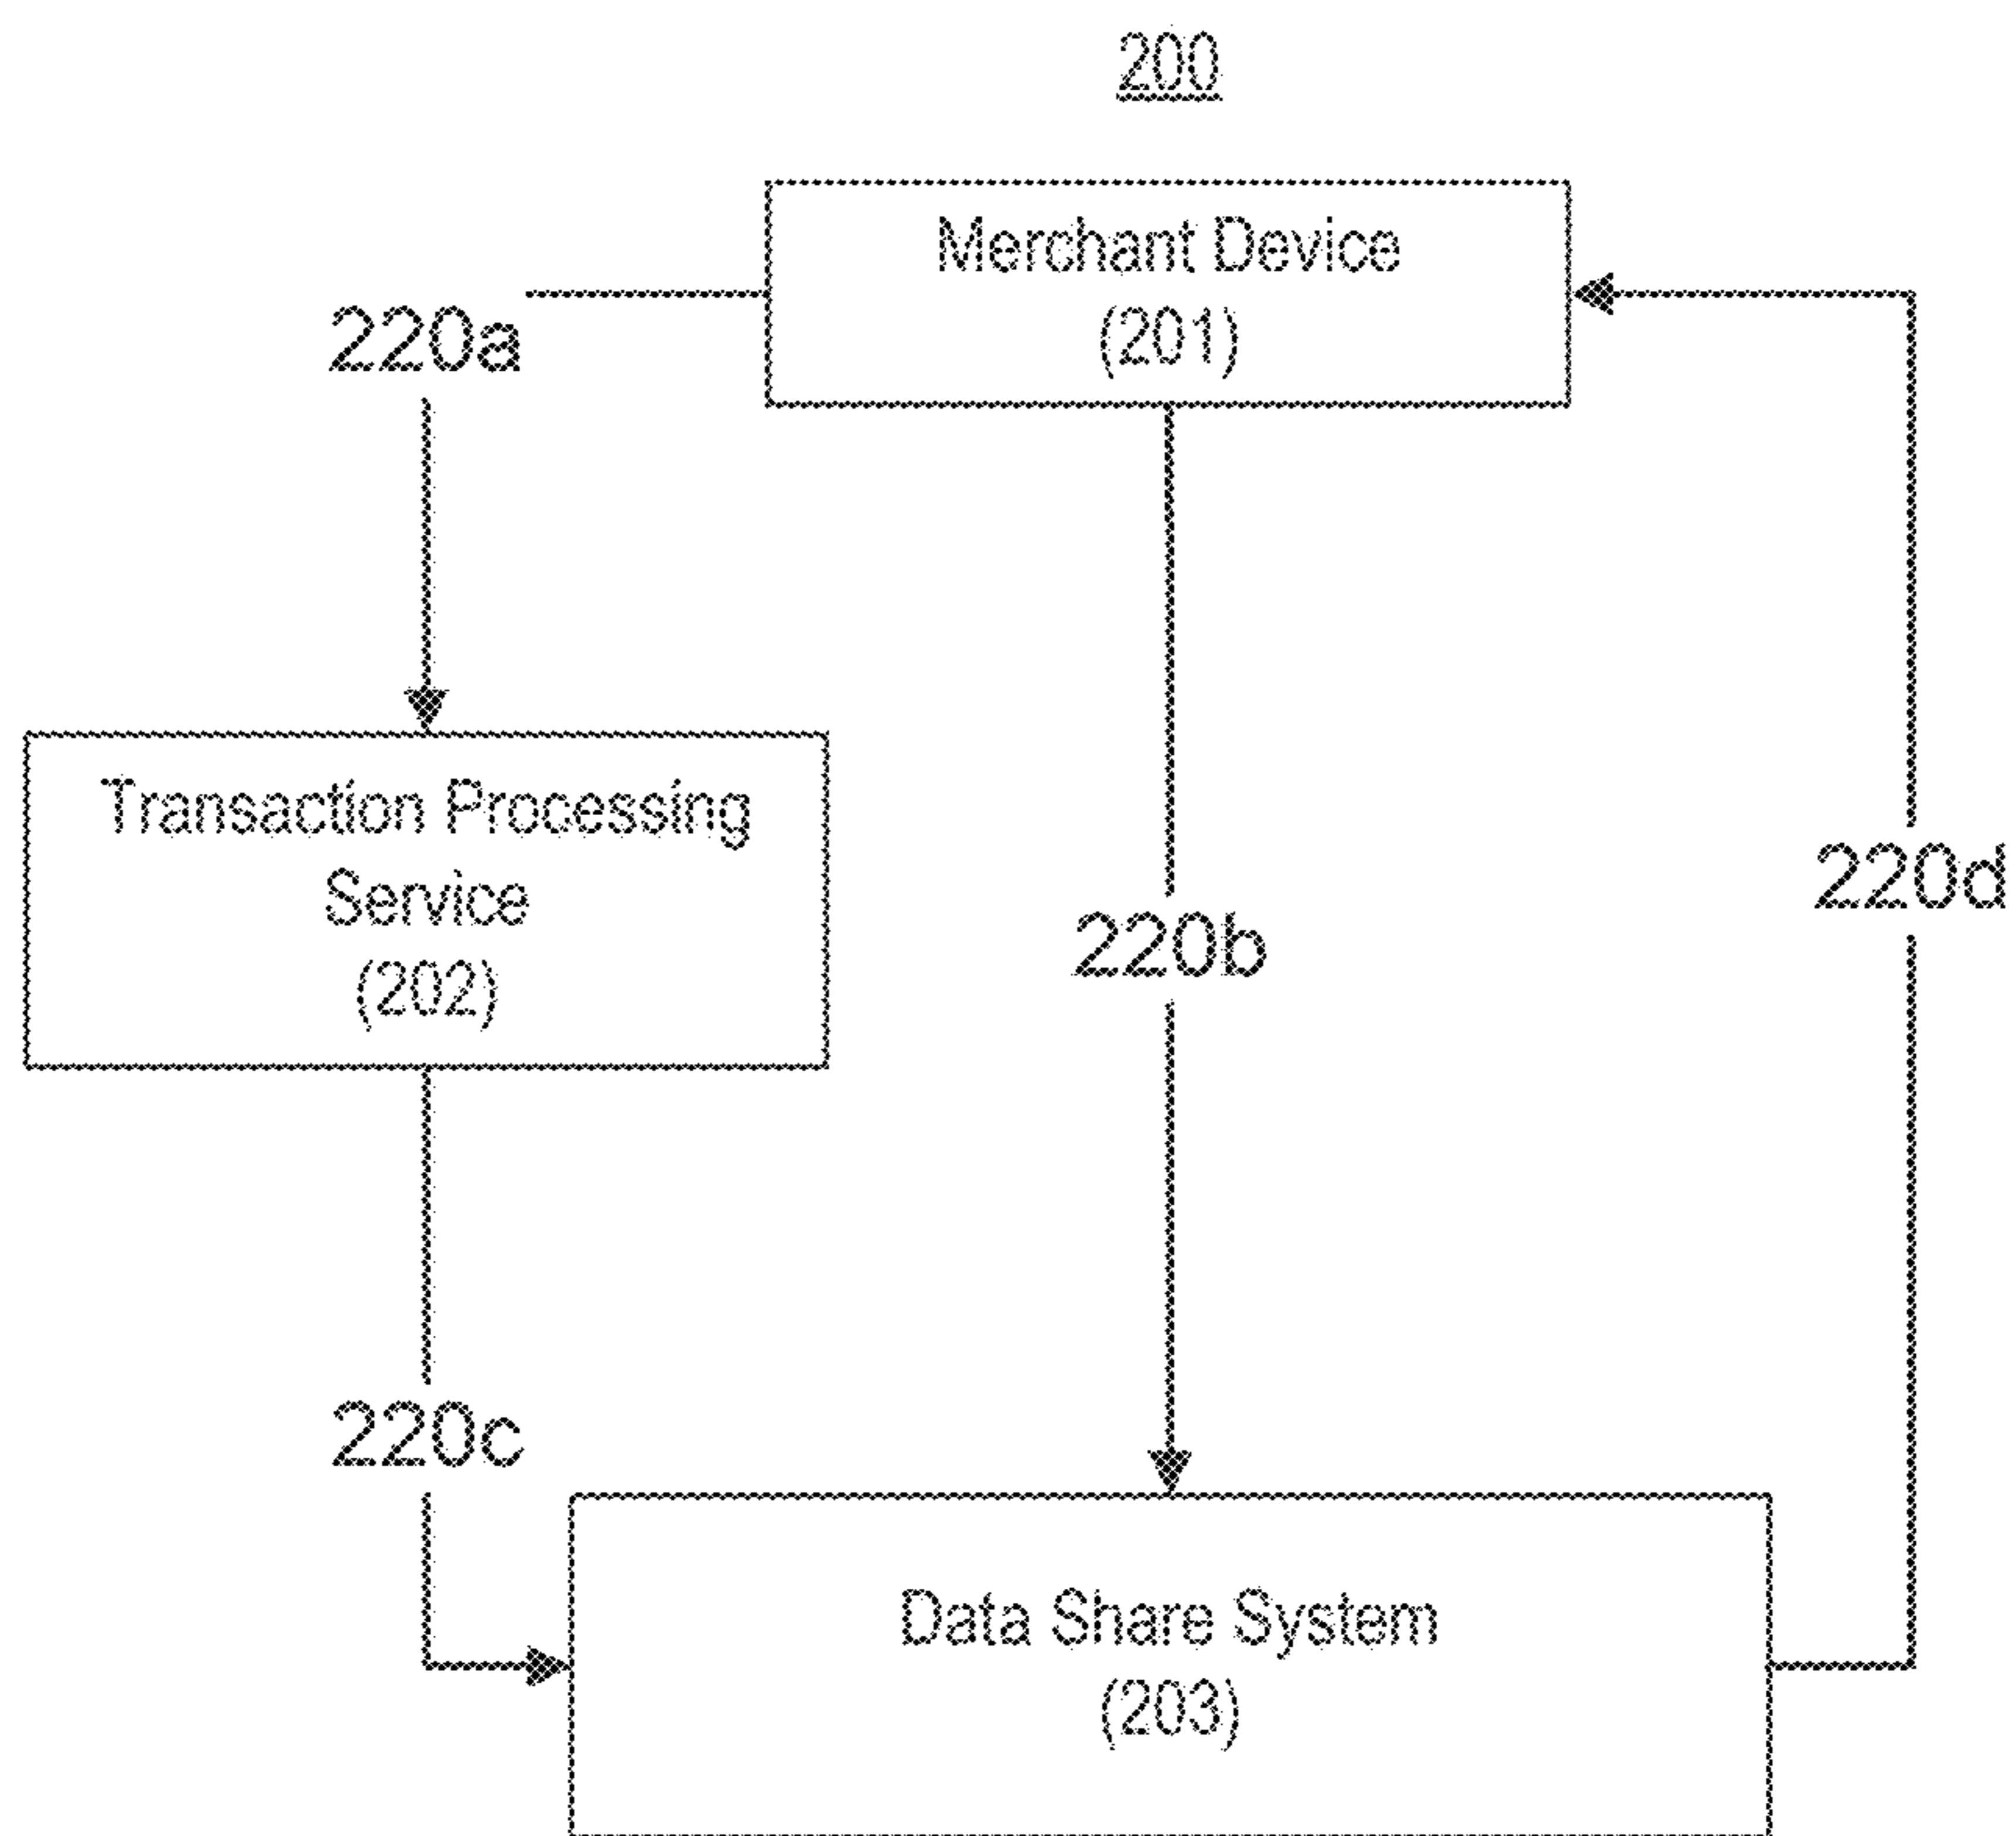 200
Merchant Device
(201)
220a
Transaction Processing
Service
(202)
220b
220d
220c
Data Share System
(203)